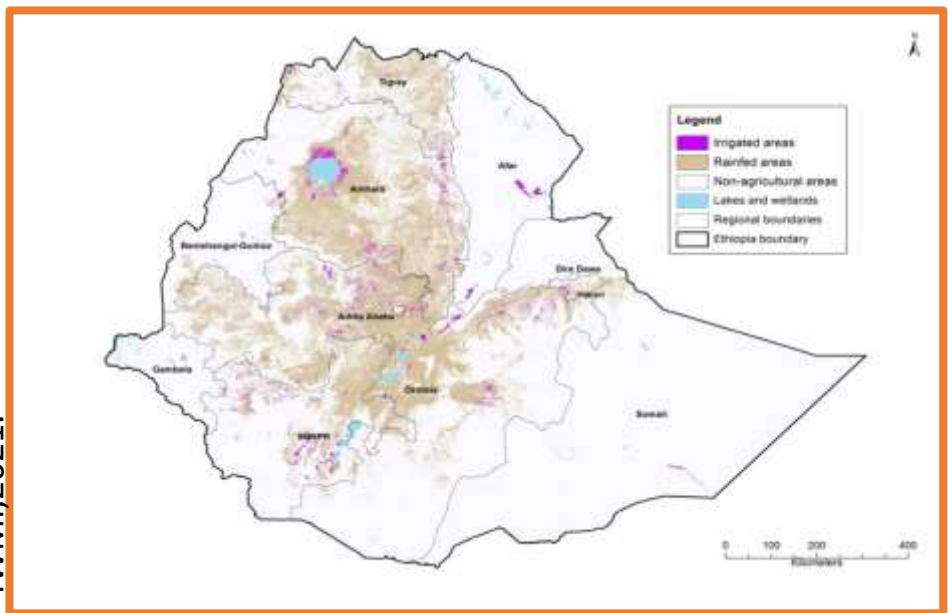 N
Tigray
Afar
Amhara
Benishangul-Gumuz
Dire Dawa
Harari
Addis Ababa
Gambela
Oromia
Somali
SNNPR
Legend
Irrigated areas
Rainfed areas
Non-agricultural areas
Lakes and wetlands
Regional boundaries
Ethiopia boundary
0 100 200 400
Kilometers